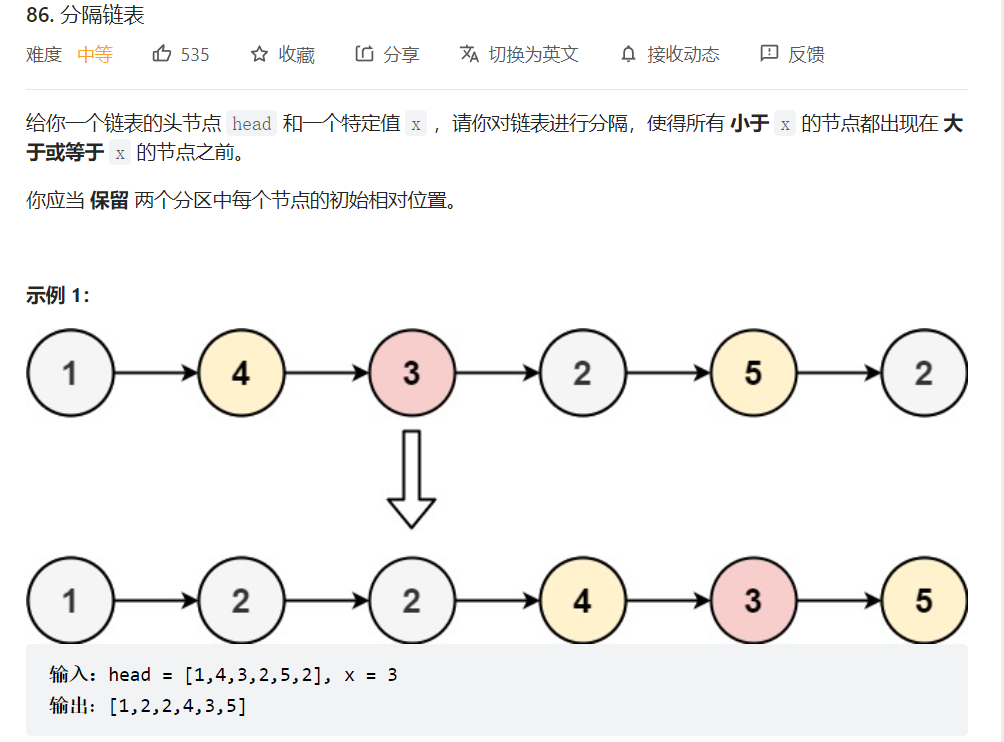 86. 分隔链表
难度 中等 535 收藏 分享 切换为英文 接收动态 反馈
给你一个链表的头节点 head 和一个特定值 x ，请你对链表进行分隔，使得所有 小于 x 的节点都出现在 大
于或等于 x 的节点之前。
你应当 保留 两个分区中每个节点的初始相对位置。
示例 1：
1 4 3 2 5 2
1 2 2 4 3 5
输入：head = [1,4,3,2,5,2], x = 3
输出：[1,2,2,4,3,5]